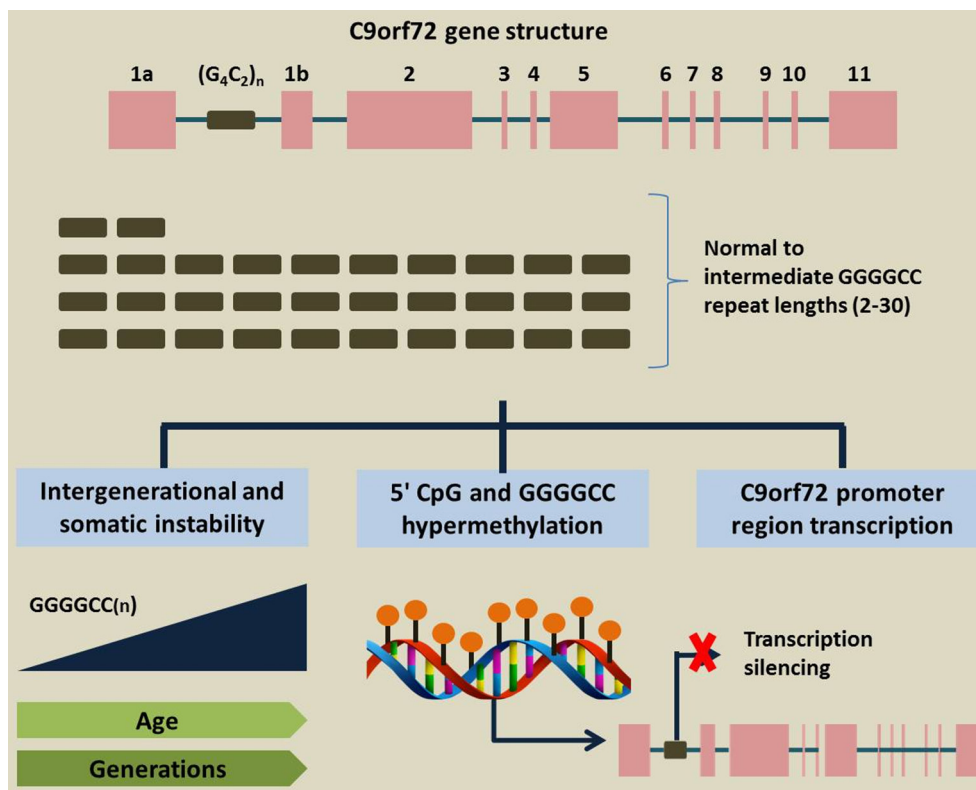 C9orf72 gene structure
1a (G₄C₂)ₙ 1b 2 3 4 5 6 7 8 9 10 11
Normal to
intermediate GGGGCC
repeat lengths (2-30)
Intergenerational and
somatic instability
5' CpG and GGGGCC
hypermethylation
C9orf72 promoter
region transcription
GGGGCC(n)
Age
Generations
Transcription
silencing